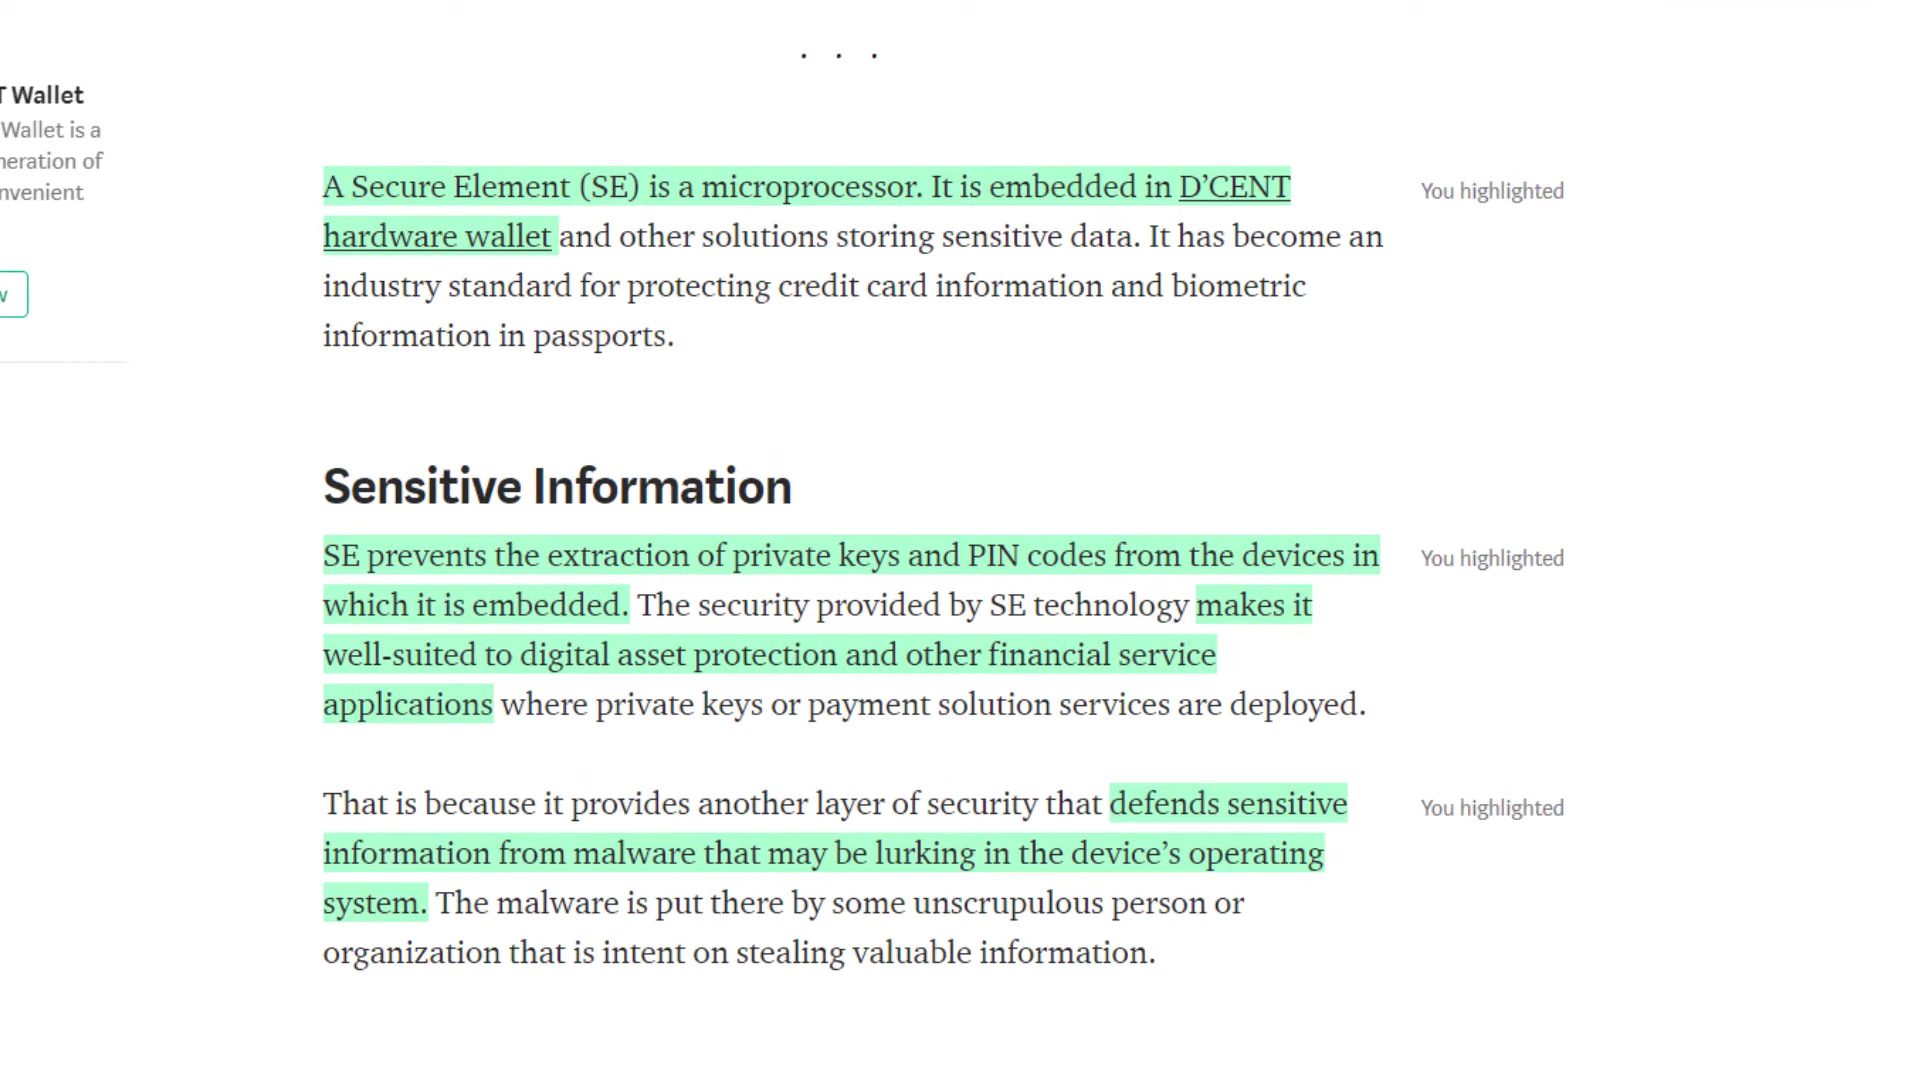 . . .
T Wallet
Wallet is a
neration of
nvenient
w
A Secure Element (SE) is a microprocessor. It is embedded in D’CENT
hardware wallet and other solutions storing sensitive data. It has become an
industry standard for protecting credit card information and biometric
information in passports.
You highlighted
Sensitive Information
SE prevents the extraction of private keys and PIN codes from the devices in
which it is embedded. The security provided by SE technology makes it
well-suited to digital asset protection and other financial service
applications where private keys or payment solution services are deployed.
You highlighted
That is because it provides another layer of security that defends sensitive
information from malware that may be lurking in the device’s operating
system. The malware is put there by some unscrupulous person or
organization that is intent on stealing valuable information.
You highlighted